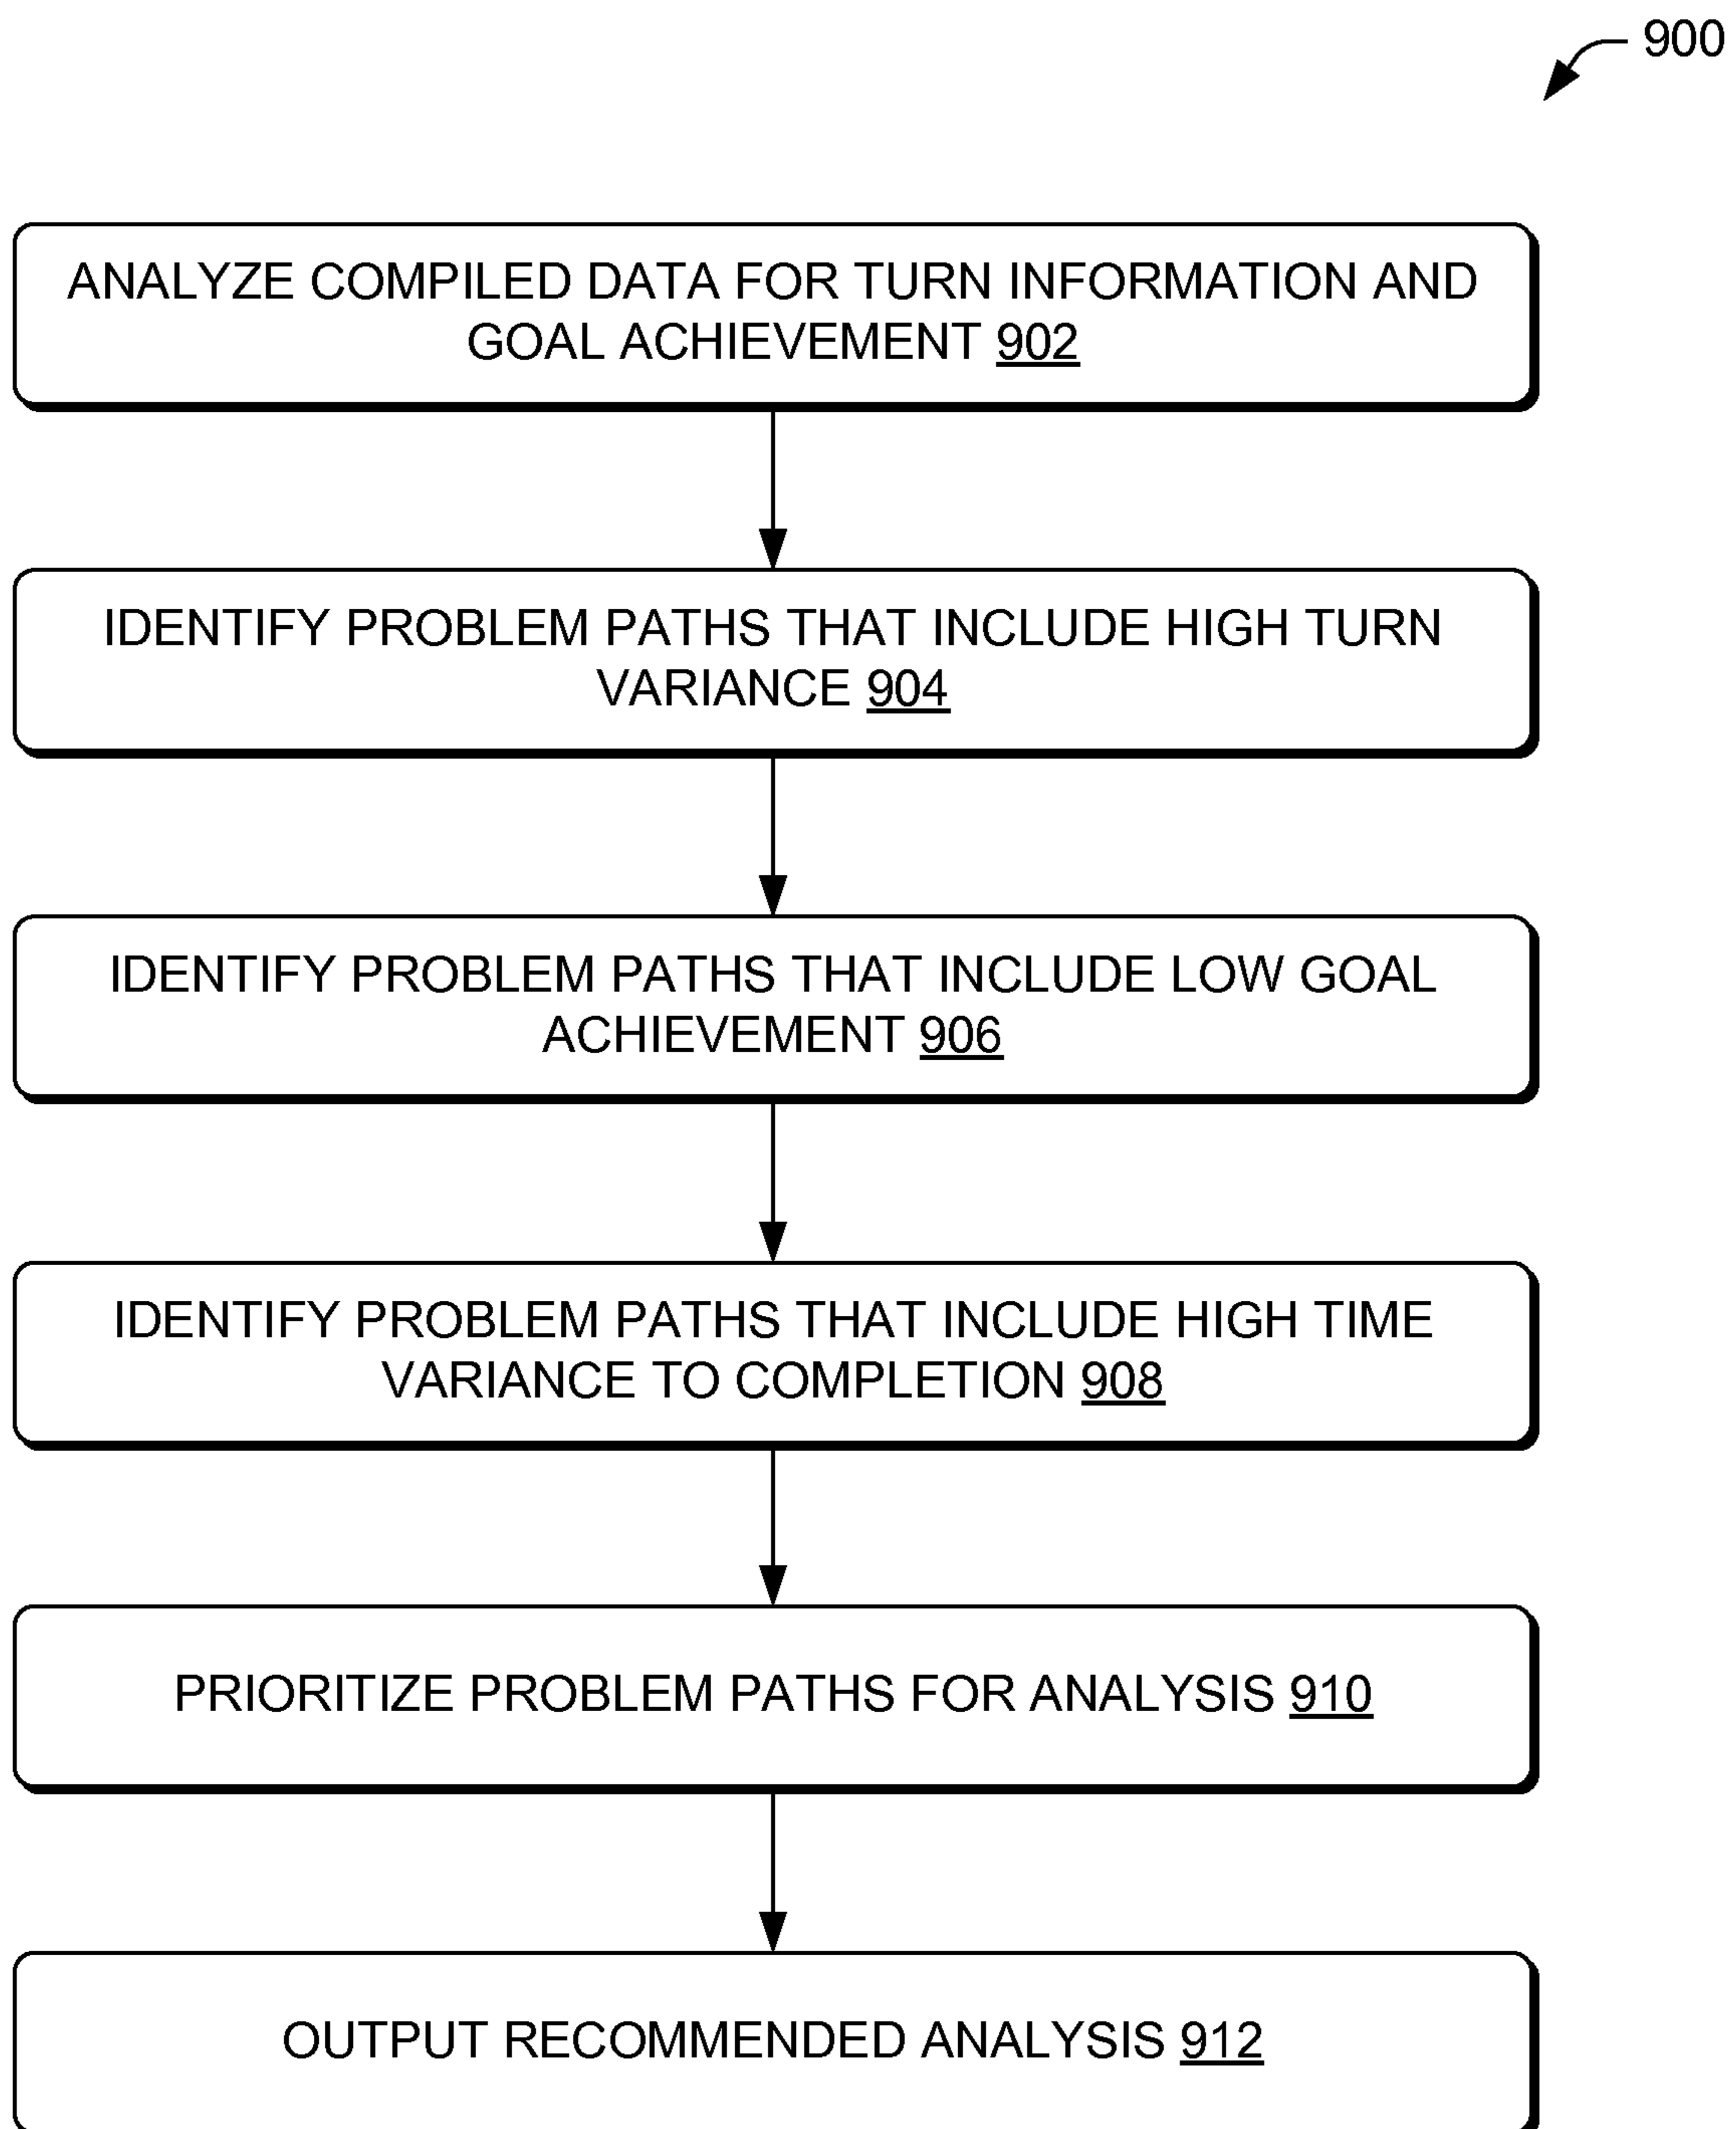 900
ANALYZE COMPILED DATA FOR TURN INFORMATION AND
GOAL ACHIEVEMENT 902
IDENTIFY PROBLEM PATHS THAT INCLUDE HIGH TURN
VARIANCE 904
IDENTIFY PROBLEM PATHS THAT INCLUDE LOW GOAL
ACHIEVEMENT 906
IDENTIFY PROBLEM PATHS THAT INCLUDE HIGH TIME
VARIANCE TO COMPLETION 908
PRIORITIZE PROBLEM PATHS FOR ANALYSIS 910
OUTPUT RECOMMENDED ANALYSIS 912